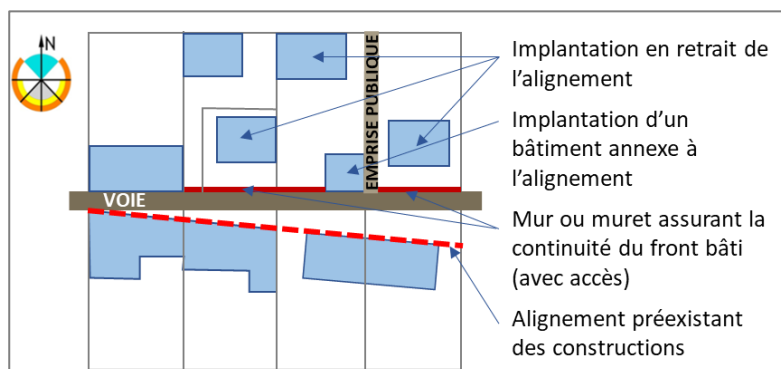 N
Implantation en retrait de
l’alignement
EMPRISE PUBLIQUE
Implantation d’un
bâtiment annexe à
l’alignement
VOIE
Mur ou muret assurant la
continuité du front bâti
(avec accès)
Alignement préexistant
des constructions